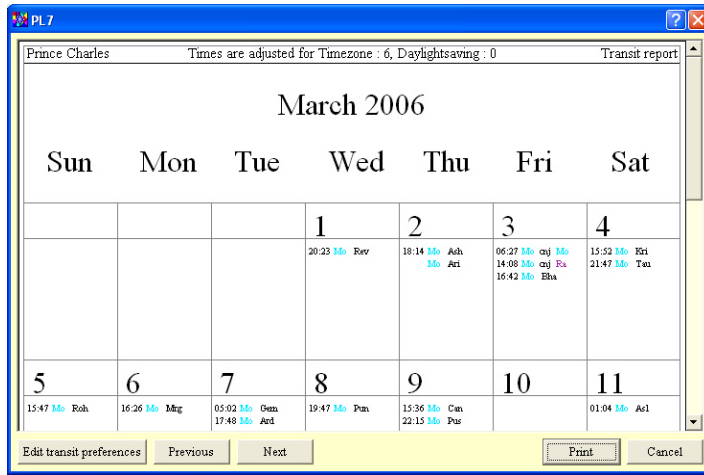 PL7
Prince Charles Times are adjusted for Timezone : 6, Daylightsaving : 0 Transit report
March 2006
Sun Mon Tue Wed Thu Fri Sat
1 2 3 4
20:23 Mo Rev 18:14 Mo Ash 06:27 Mo cnj Mo 15:52 Mo Kri
Mo Ari 14:08 Mo cnj Ra 21:47 Mo Tau
16:42 Mo Bha
5 6 7 8 9 10 11
15:47 Mo Roh 16:26 Mo Mrg 05:02 Mo Gem 19:47 Mo Pun 15:36 Mo Can 01:04 Mo Asl
17:48 Mo Ard 22:15 Mo Pus
Edit transit preferences Previous Next Print Cancel